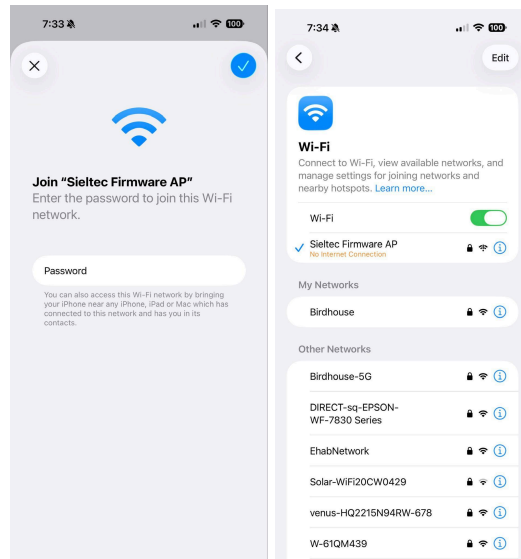 7:33
100
Join “Sieltec Firmware AP”
Enter the password to join this Wi-Fi
network.
Password
You can also access this Wi-Fi network by bringing
your iPhone near any iPhone, iPad or Mac which has
connected to this network and has you in its
contacts.
7:34
100
Edit
Wi-Fi
Connect to Wi-Fi, view available networks, and
manage settings for joining networks and
nearby hotspots. Learn more...
Wi-Fi
Sieltec Firmware AP
No Internet Connection
My Networks
Birdhouse
Other Networks
Birdhouse-5G
DIRECT-sq-EPSON-
WF-7830 Series
EhabNetwork
Solar-WiFi20CW0429
venus-HQ2215N94RW-678
W-61QM439